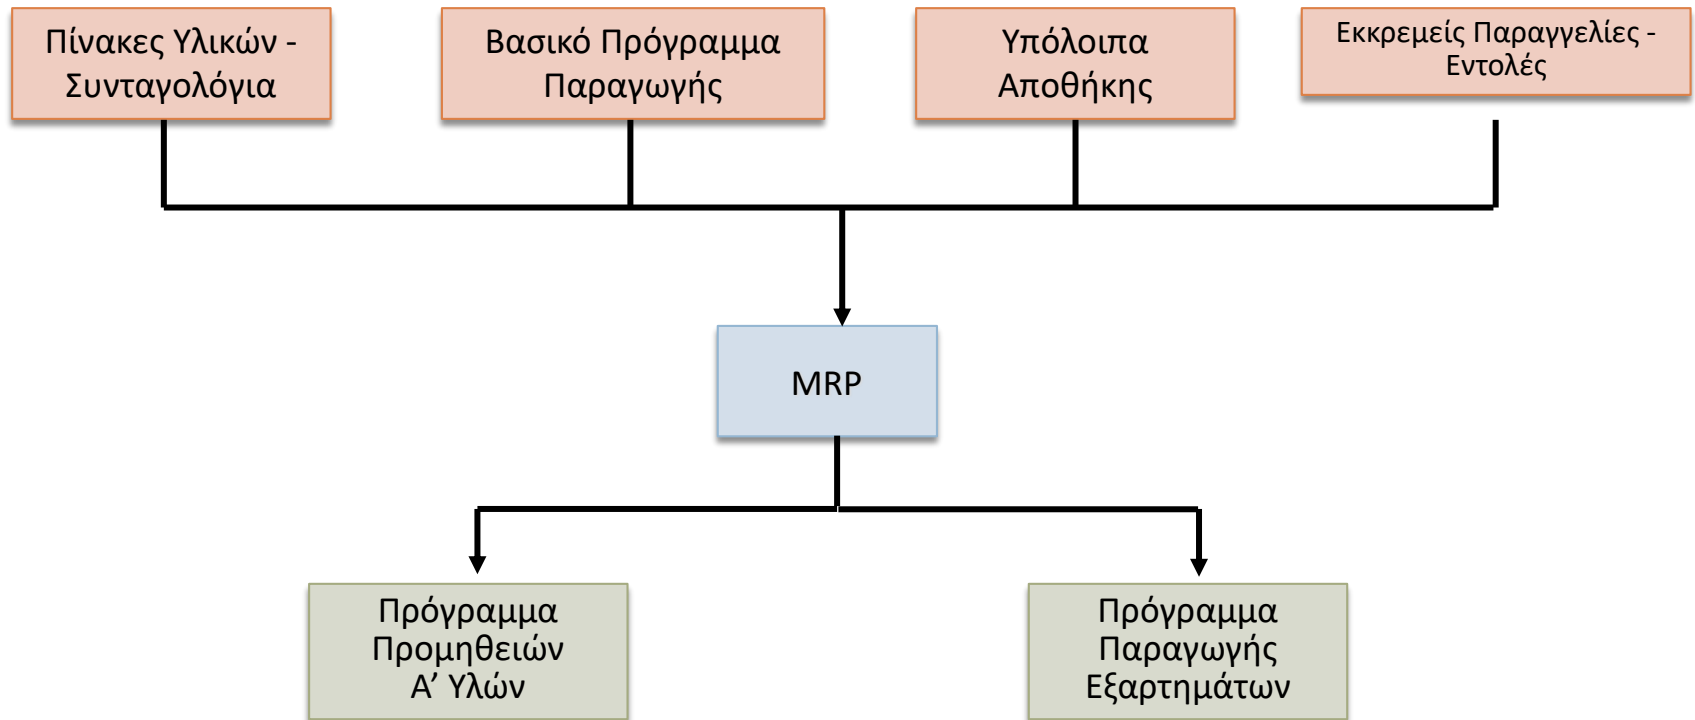 Πίνακες Υλικών -
Συνταγολόγια
Βασικό Πρόγραμμα
Παραγωγής
Υπόλοιπα
Αποθήκης
Εκκρεμείς Παραγγελίες -
Εντολές
MRP
Πρόγραμμα
Προμηθειών
Α’ Υλών
Πρόγραμμα
Παραγωγής
Εξαρτημάτων